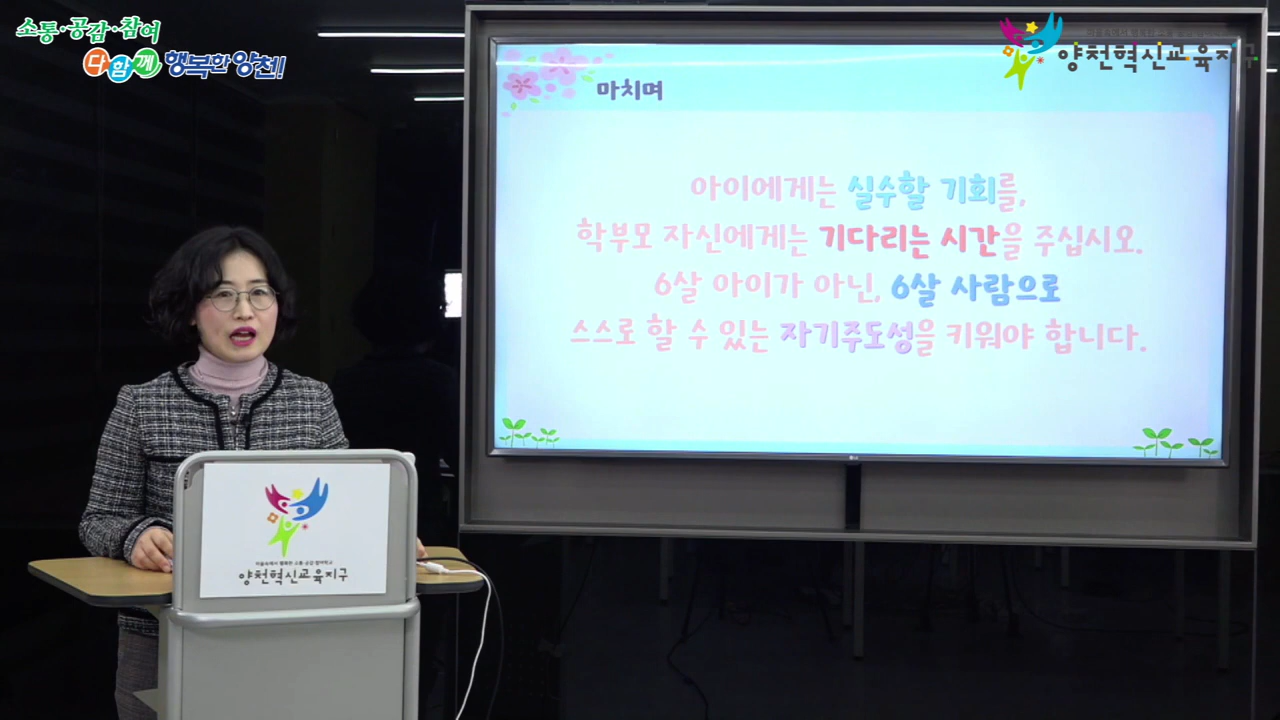 소통·공감·참여
다함께 행복한 양천!
양천혁신교육지구
마치며
아이에게는 실수할 기회를,
학부모 자신에게는 기다리는 시간을 주십시오.
6살 아이가 아닌, 6살 사람으로
스스로 할 수 있는 자기주도성을 키워야 합니다.
양천혁신교육지구